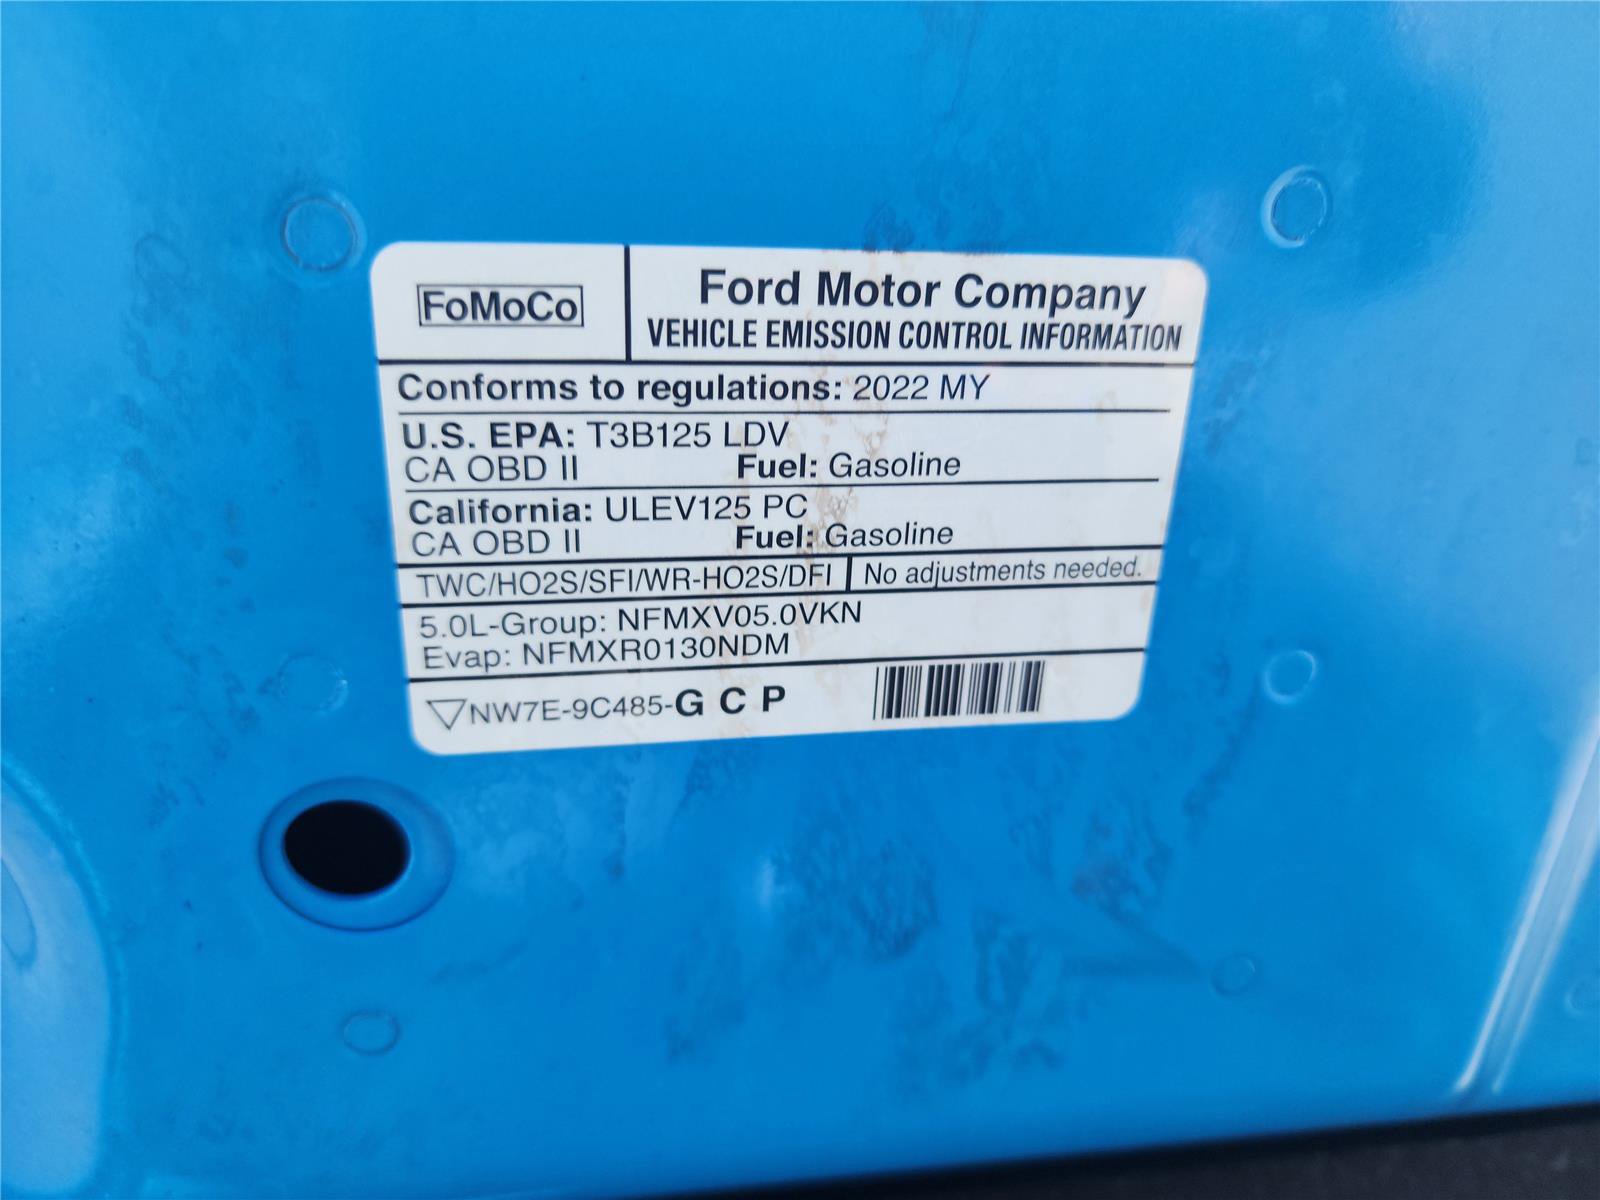 FoMoCo
Ford Motor Company
VEHICLE EMISSION CONTROL INFORMATION
Conforms to regulations: 2022 MY
U.S. EPA: T3B125 LDV
CA OBD II Fuel: Gasoline
California: ULEV125 PC
CA OBD II Fuel: Gasoline
TWC/HO2S/SFI/WR-HO2S/DFI No adjustments needed.
5.0L-Group: NFMXV05.0VKN
Evap: NFMXR0130NDM
NW7E-9C485-G C P